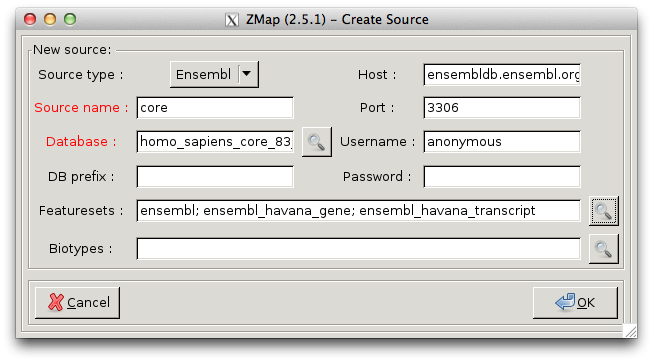 ZMap (2.5.1) – Create Source
New source:
Source type : Ensembl Host : ensembldb.ensembl.org
Source name : core Port : 3306
Database : homo_sapiens_core_83_ Username : anonymous
DB prefix : Password :
Featuresets : ensembl; ensembl_havana_gene; ensembl_havana_transcript
Biotypes :
Cancel OK